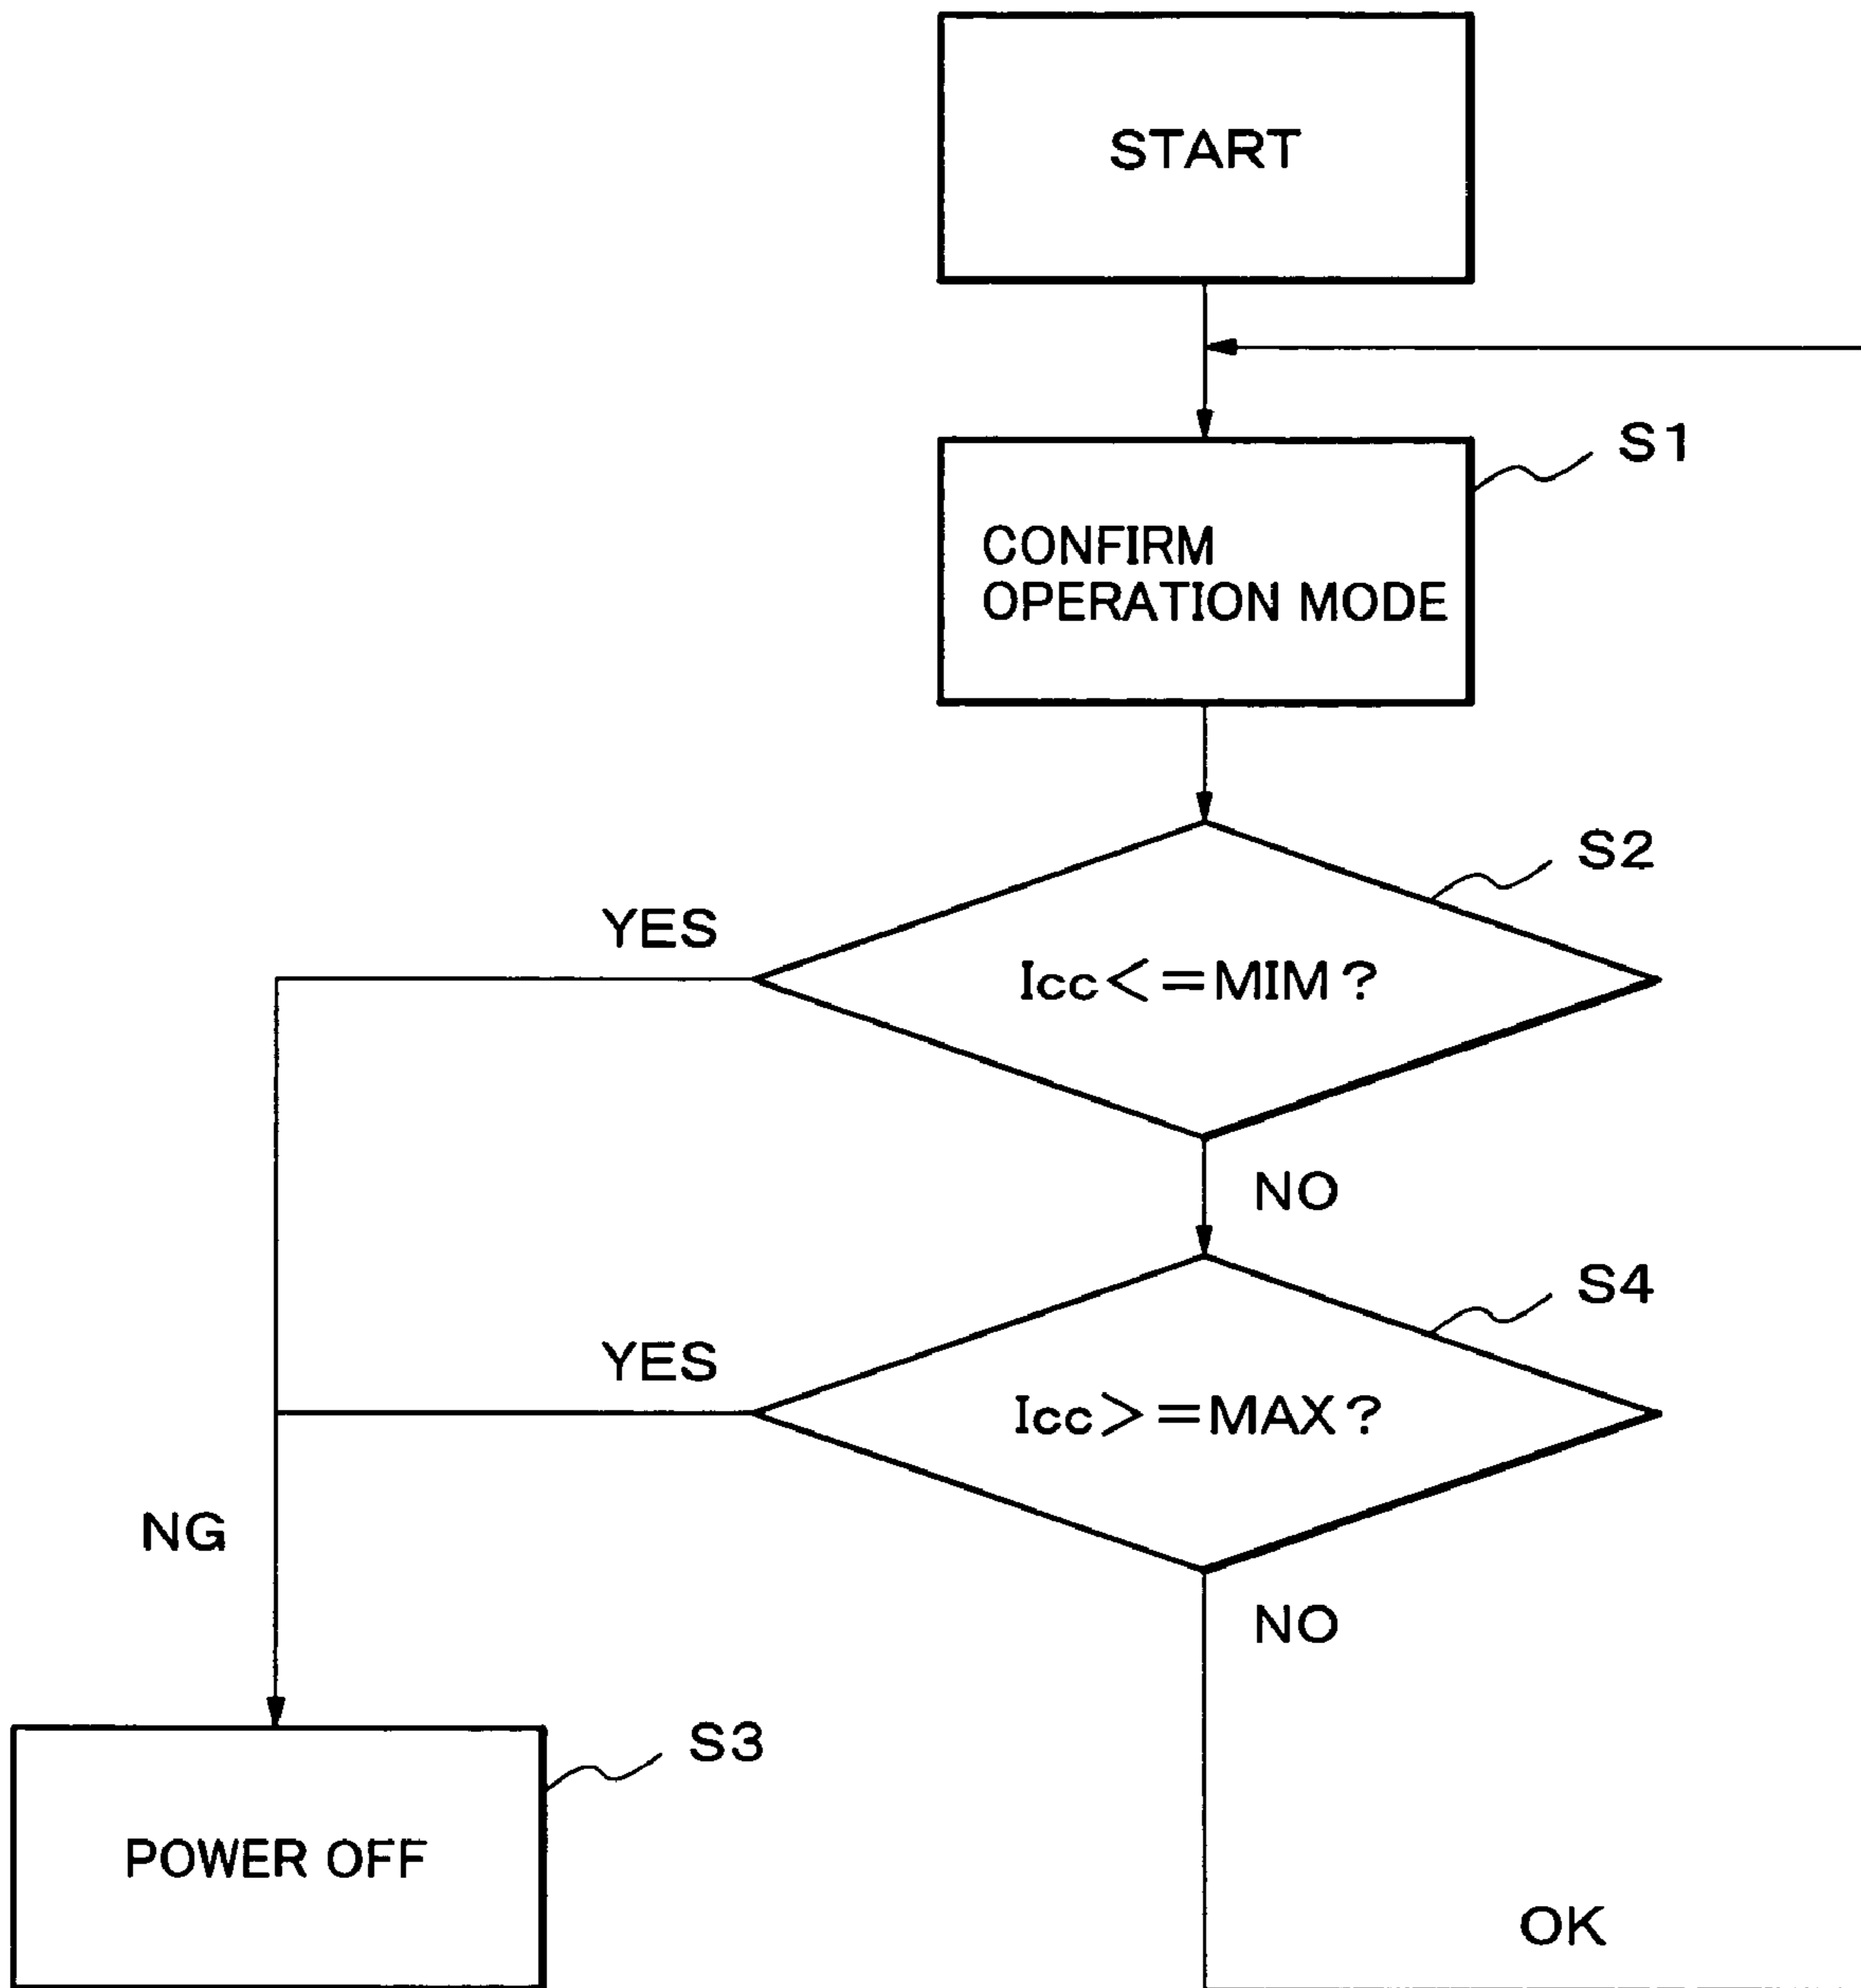 START
S1
CONFIRM
OPERATION MODE
S2
YES
Icc<=MIM?
NO
S4
YES
Icc>=MAX?
NG
NO
S3
POWER OFF
OK